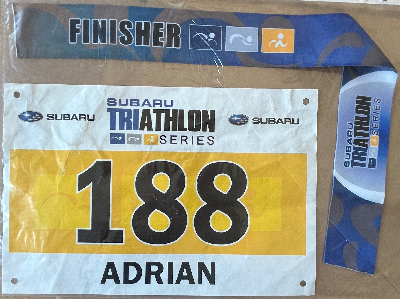 FINISHER
SUBARU
TRIATHLON
SERIES
SUBARU
SUBARU
TRIATHLON
SERIES
SUBARU
188
ADRIAN